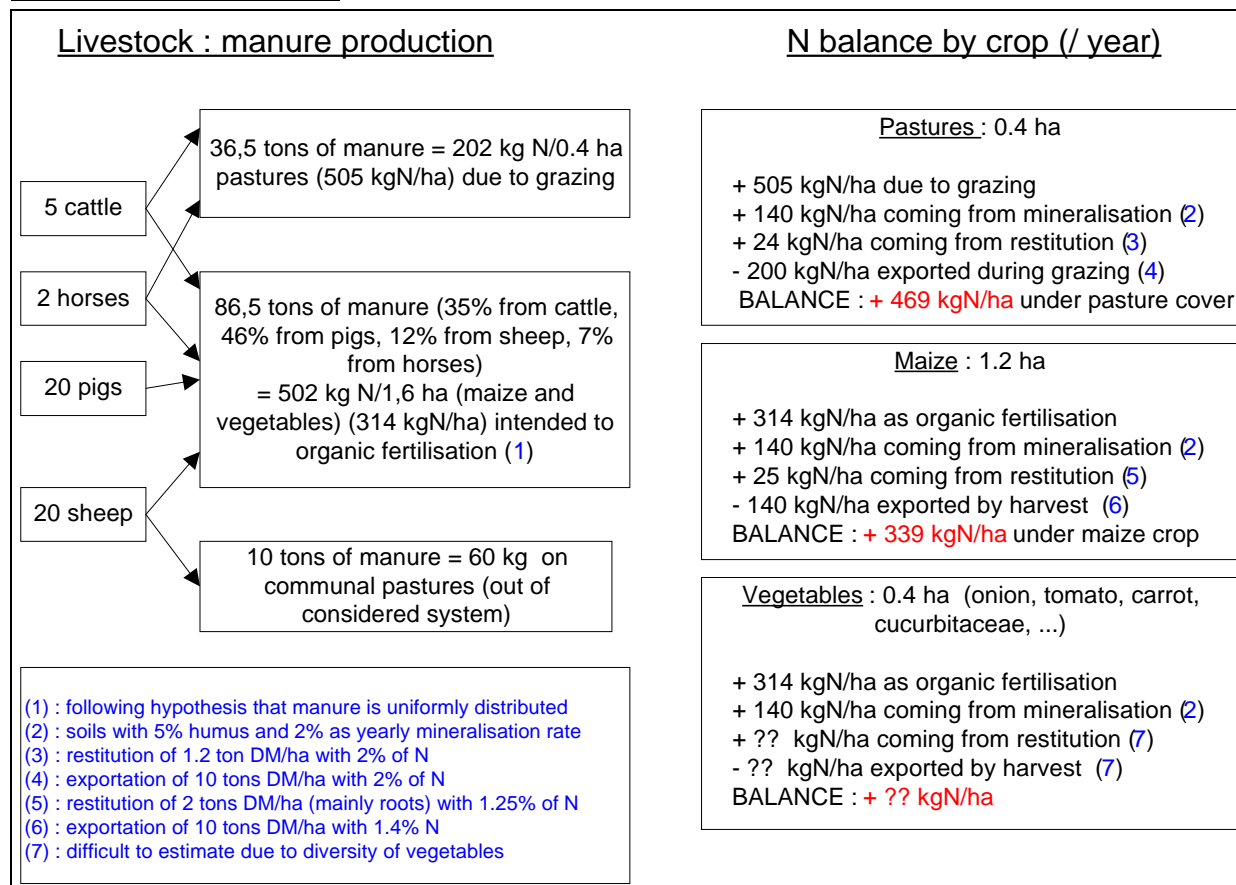 Livestock : manure production
5 cattle
2 horses
20 pigs
20 sheep
36,5 tons of manure = 202 kg N/0.4 ha
pastures (505 kgN/ha) due to grazing
86,5 tons of manure (35% from cattle,
46% from pigs, 12% from sheep, 7%
from horses)
= 502 kg N/1,6 ha (maize and
vegetables) (314 kgN/ha) intended to
organic fertilisation (1)
10 tons of manure = 60 kg on
communal pastures (out of
considered system)
(1) : following hypothesis that manure is uniformly distributed
(2) : soils with 5% humus and 2% as yearly mineralisation rate
(3) : restitution of 1.2 ton DM/ha with 2% of N
(4) : exportation of 10 tons DM/ha with 2% of N
(5) : restitution of 2 tons DM/ha (mainly roots) with 1.25% of N
(6) : exportation of 10 tons DM/ha with 1.4% N
(7) : difficult to estimate due to diversity of vegetables
N balance by crop (/ year)
Pastures : 0.4 ha
+ 505 kgN/ha due to grazing
+ 140 kgN/ha coming from mineralisation (2)
+ 24 kgN/ha coming from restitution (3)
- 200 kgN/ha exported during grazing (4)
BALANCE : + 469 kgN/ha under pasture cover
Maize : 1.2 ha
+ 314 kgN/ha as organic fertilisation
+ 140 kgN/ha coming from mineralisation (2)
+ 25 kgN/ha coming from restitution (5)
- 140 kgN/ha exported by harvest (6)
BALANCE : + 339 kgN/ha under maize crop
Vegetables : 0.4 ha (onion, tomato, carrot,
cucurbitaceae, ...)
+ 314 kgN/ha as organic fertilisation
+ 140 kgN/ha coming from mineralisation (2)
+ ?? kgN/ha coming from restitution (7)
- ?? kgN/ha exported by harvest (7)
BALANCE : + ?? kgN/ha